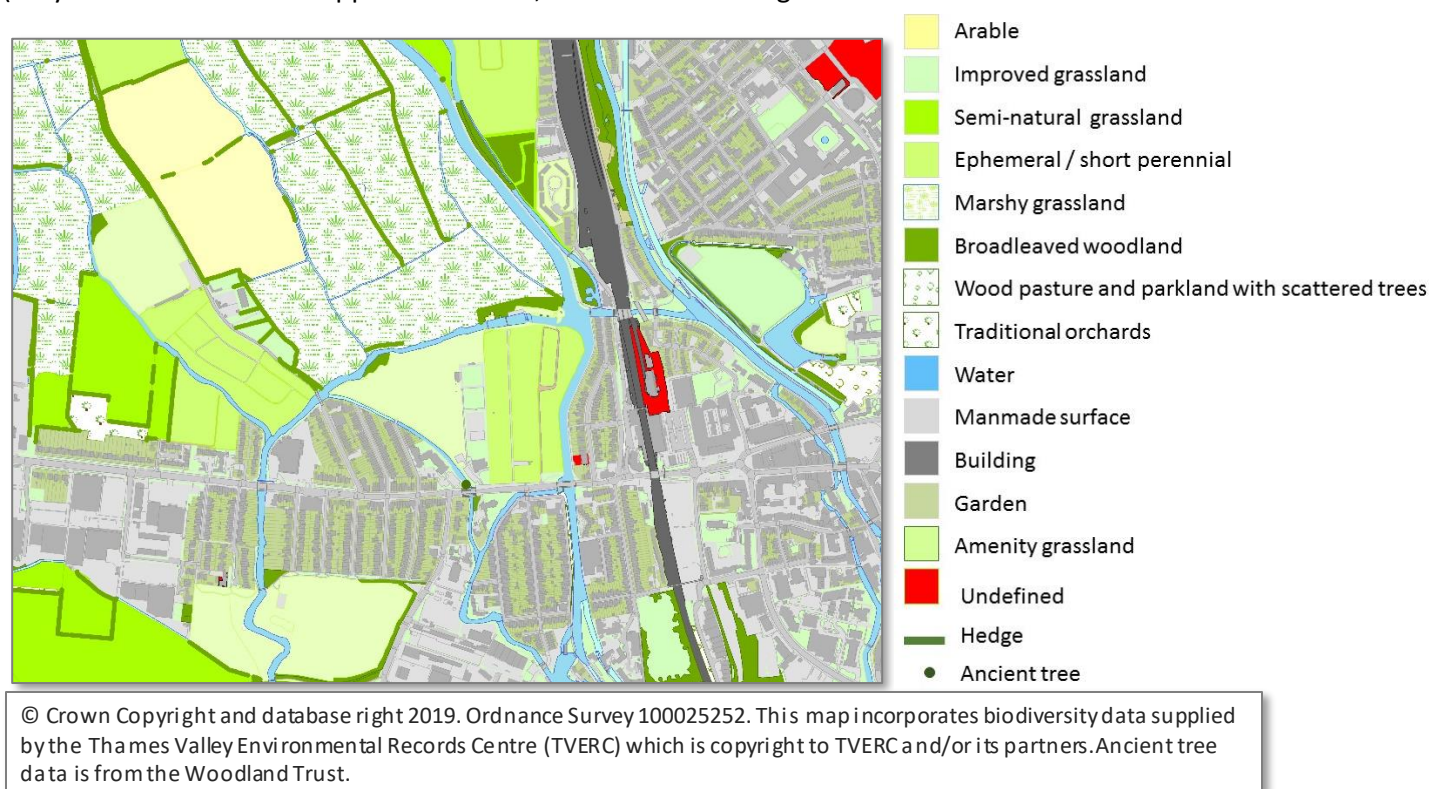 Arable
Improved grassland
Semi-natural grassland
Ephemeral / short perennial
Marshy grassland
Broadleaved woodland
Wood pasture and parkland with scattered trees
Traditional orchards
Water
Manmade surface
Building
Garden
Amenity grassland
Undefined
Hedge
Ancient tree
© Crown Copyright and database right 2019. Ordnance Survey 100025252. This map incorporates biodiversity data supplied
by the Thames Valley Environmental Records Centre (TVERC) which is copyright to TVERC and/or its partners.Ancient tree
data is from the Woodland Trust.